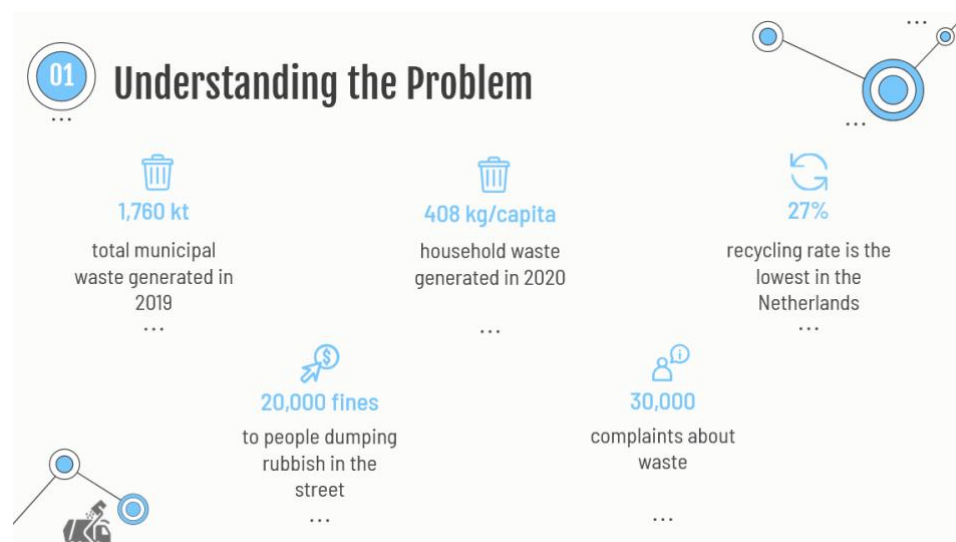 01
Understanding the Problem
1,760 kt
total municipal
waste generated in
2019
...
408 kg/capita
household waste
generated in 2020
...
27%
recycling rate is the
lowest in the
Netherlands
...
20,000 fines
to people dumping
rubbish in the
street
...
30,000
complaints about
waste
...